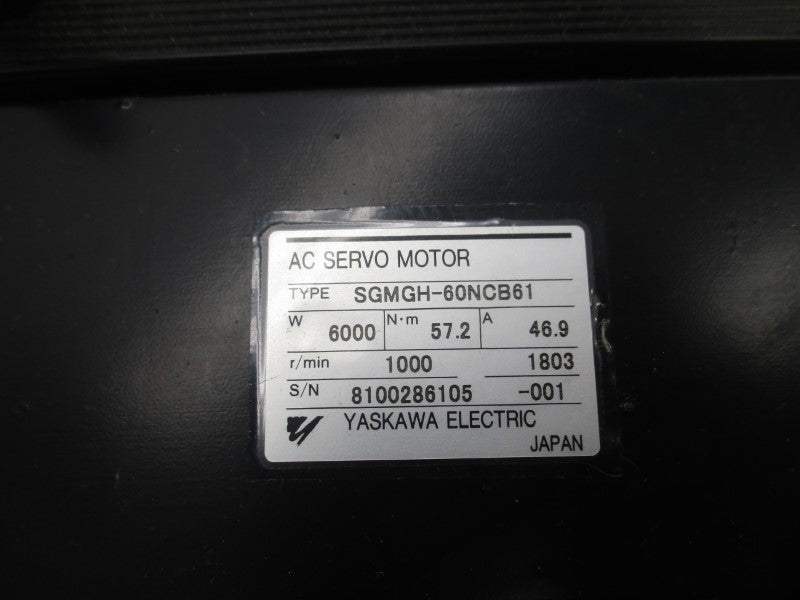 AC SERVO MOTOR
TYPE SGMGH-60NCB61
W 6000 N·m 57.2 A 46.9
r/min 1000 1803
S/N 8100286105 -001
YASKAWA ELECTRIC
JAPAN